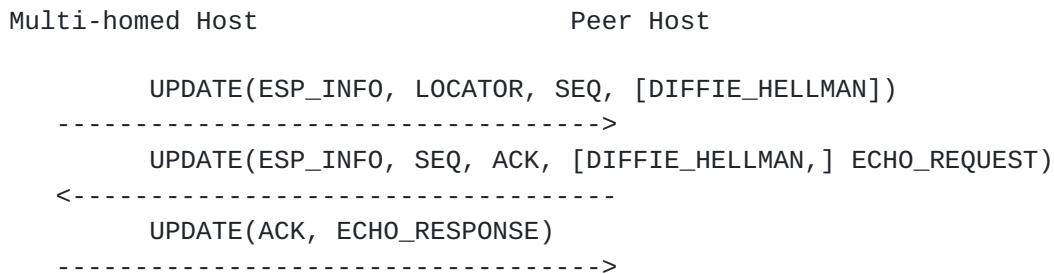 Multi-homed Host                    Peer Host
UPDATE(ESP_INFO, LOCATOR, SEQ, [DIFFIE_HELLMAN])
----------------------------------->
UPDATE(ESP_INFO, SEQ, ACK, [DIFFIE_HELLMAN,] ECHO_REQUEST)
<-----------------------------------
UPDATE(ACK, ECHO_RESPONSE)
----------------------------------->